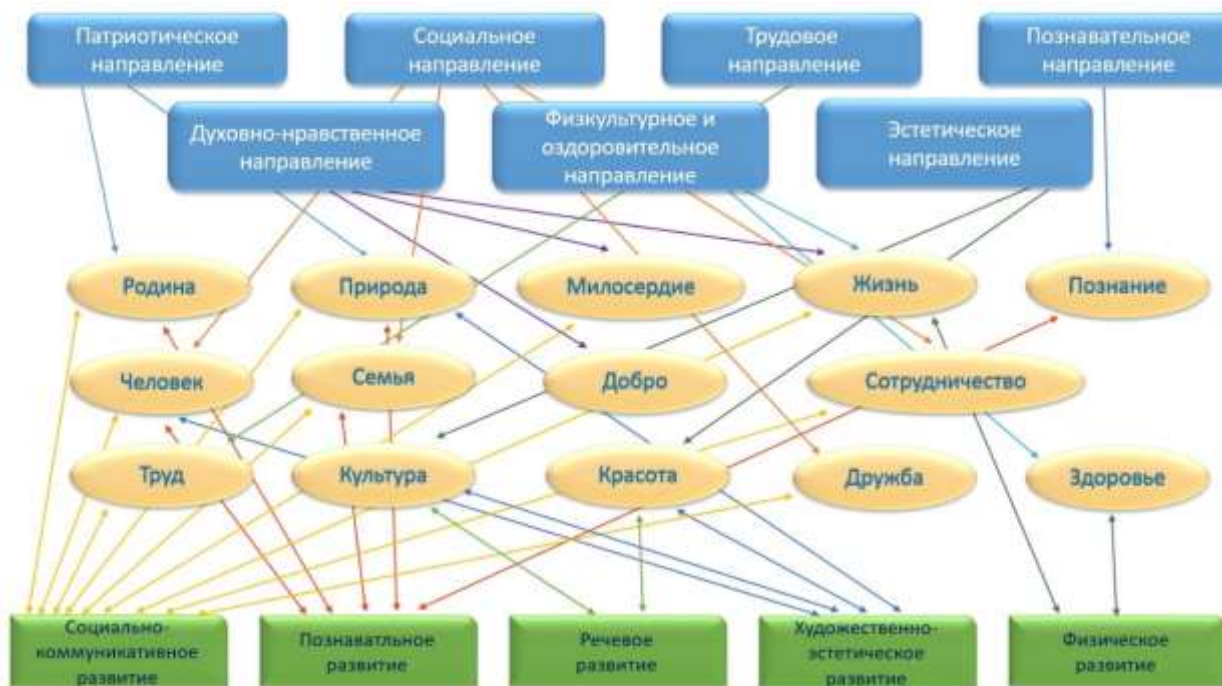 Патриотическое
направление
Социальное
направление
Трудовое
направление
Познавательное
направление
Духовно-нравственное
направление
Физкультурное и
оздоровительное
направление
Эстетическое
направление
Родина
Природа
Милосердие
Жизнь
Познание
Человек
Семья
Добро
Сотрудничество
Труд
Культура
Красота
Дружба
Здоровье
Социально-
коммуникативное
развитие
Познаватльное
развитие
Речевое
развитие
Художественно-
эстетическое
развитие
Физическое
развитие